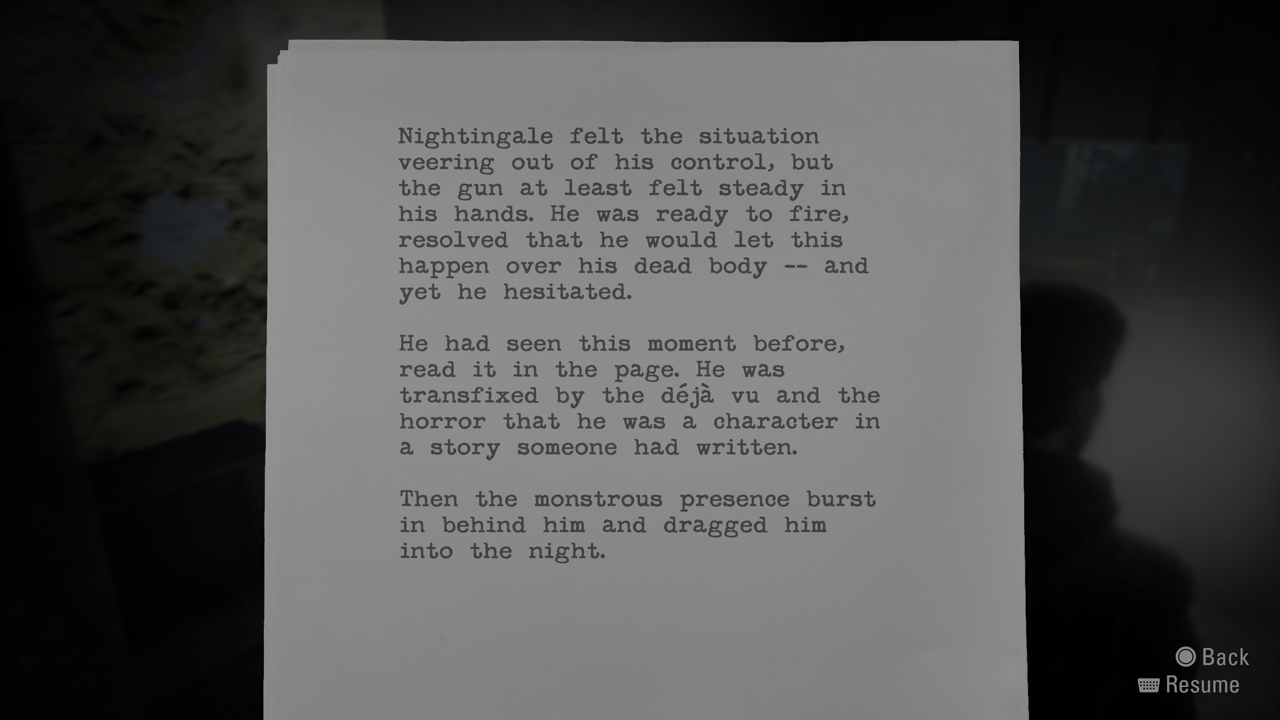 Nightingale felt the situation
veering out of his control, but
the gun at least felt steady in
his hands. He was ready to fire,
resolved that he would let this
happen over his dead body -- and
yet he hesitated.
He had seen this moment before,
read it in the page. He was
transfixed by the déjà vu and the
horror that he was a character in
a story someone had written.
Then the monstrous presence burst
in behind him and dragged him
into the night.
Back
Resume